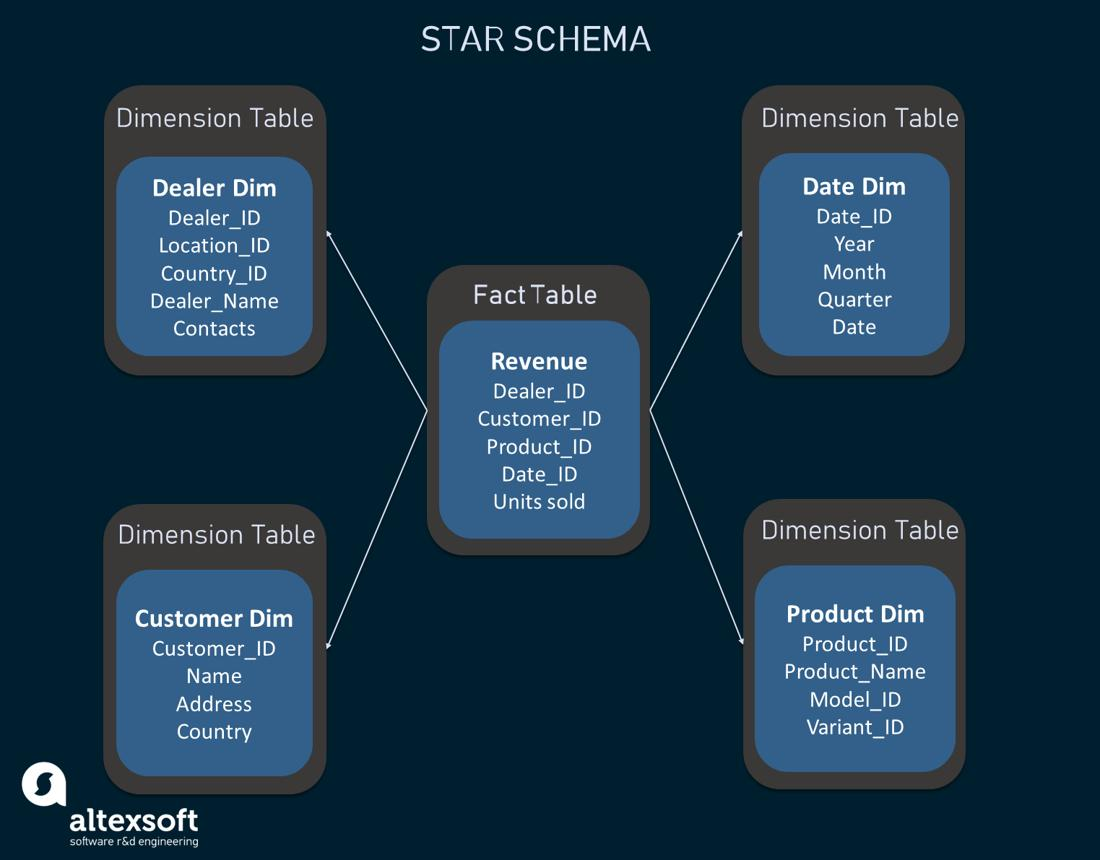 STAR SCHEMA
Dimension Table
Dealer Dim
Dealer_ID
Location_ID
Country_ID
Dealer_Name
Contacts
Dimension Table
Date Dim
Date_ID
Year
Month
Quarter
Date
Fact Table
Revenue
Dealer_ID
Customer_ID
Product_ID
Date_ID
Units sold
Dimension Table
Customer Dim
Customer_ID
Name
Address
Country
Dimension Table
Product Dim
Product_ID
Product_Name
Model_ID
Variant_ID
altexsoft
software r&d engineering